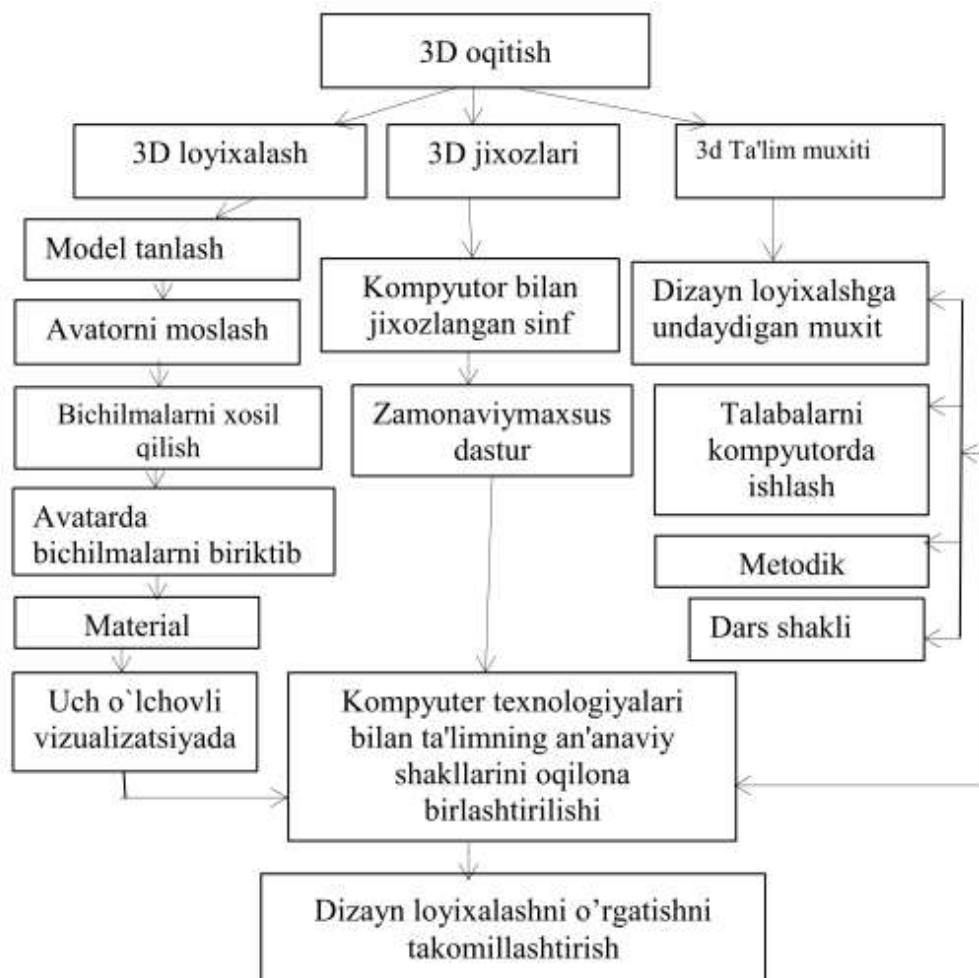 3D oqitish
3D loyixalash
3D jixozlari
3d Ta'lim muxiti
Model tanlash
Avatorni moslash
Bichilmalarni xosil
qilish
Avatarda
bichilmalarni biriktib
Material
Uch o`lchovli
vizualizatsiyada
Kompyutor bilan
jixozlangan sinf
Zamonaviymaxsus
dastur
Dizayn loyixalshga
undaydigan muxit
Talabalarni
kompyutorda
ishlash
Metodik
Dars shakli
Kompyuter texnologiyalari
bilan ta'limning an'anaviy
shakllarini oqilona
birlashtirilishi
Dizayn loyixalashni o’rgatishni
takomillashtirish